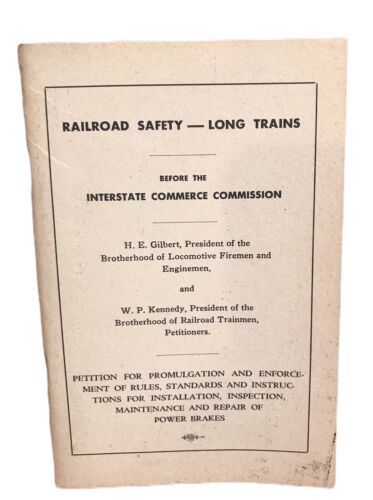 RAILROAD SAFETY — LONG TRAINS
BEFORE THE
INTERSTATE COMMERCE COMMISSION
H. E. Gilbert, President of the
Brotherhood of Locomotive Firemen and
Enginemen,
and
W. P. Kennedy, President of the
Brotherhood of Railroad Trainmen,
Petitioners.
PETITION FOR PROMULGATION AND ENFORCE-
MENT OF RULES, STANDARDS AND INSTRUC-
TIONS FOR INSTALLATION, INSPECTION,
MAINTENANCE AND REPAIR OF
POWER BRAKES